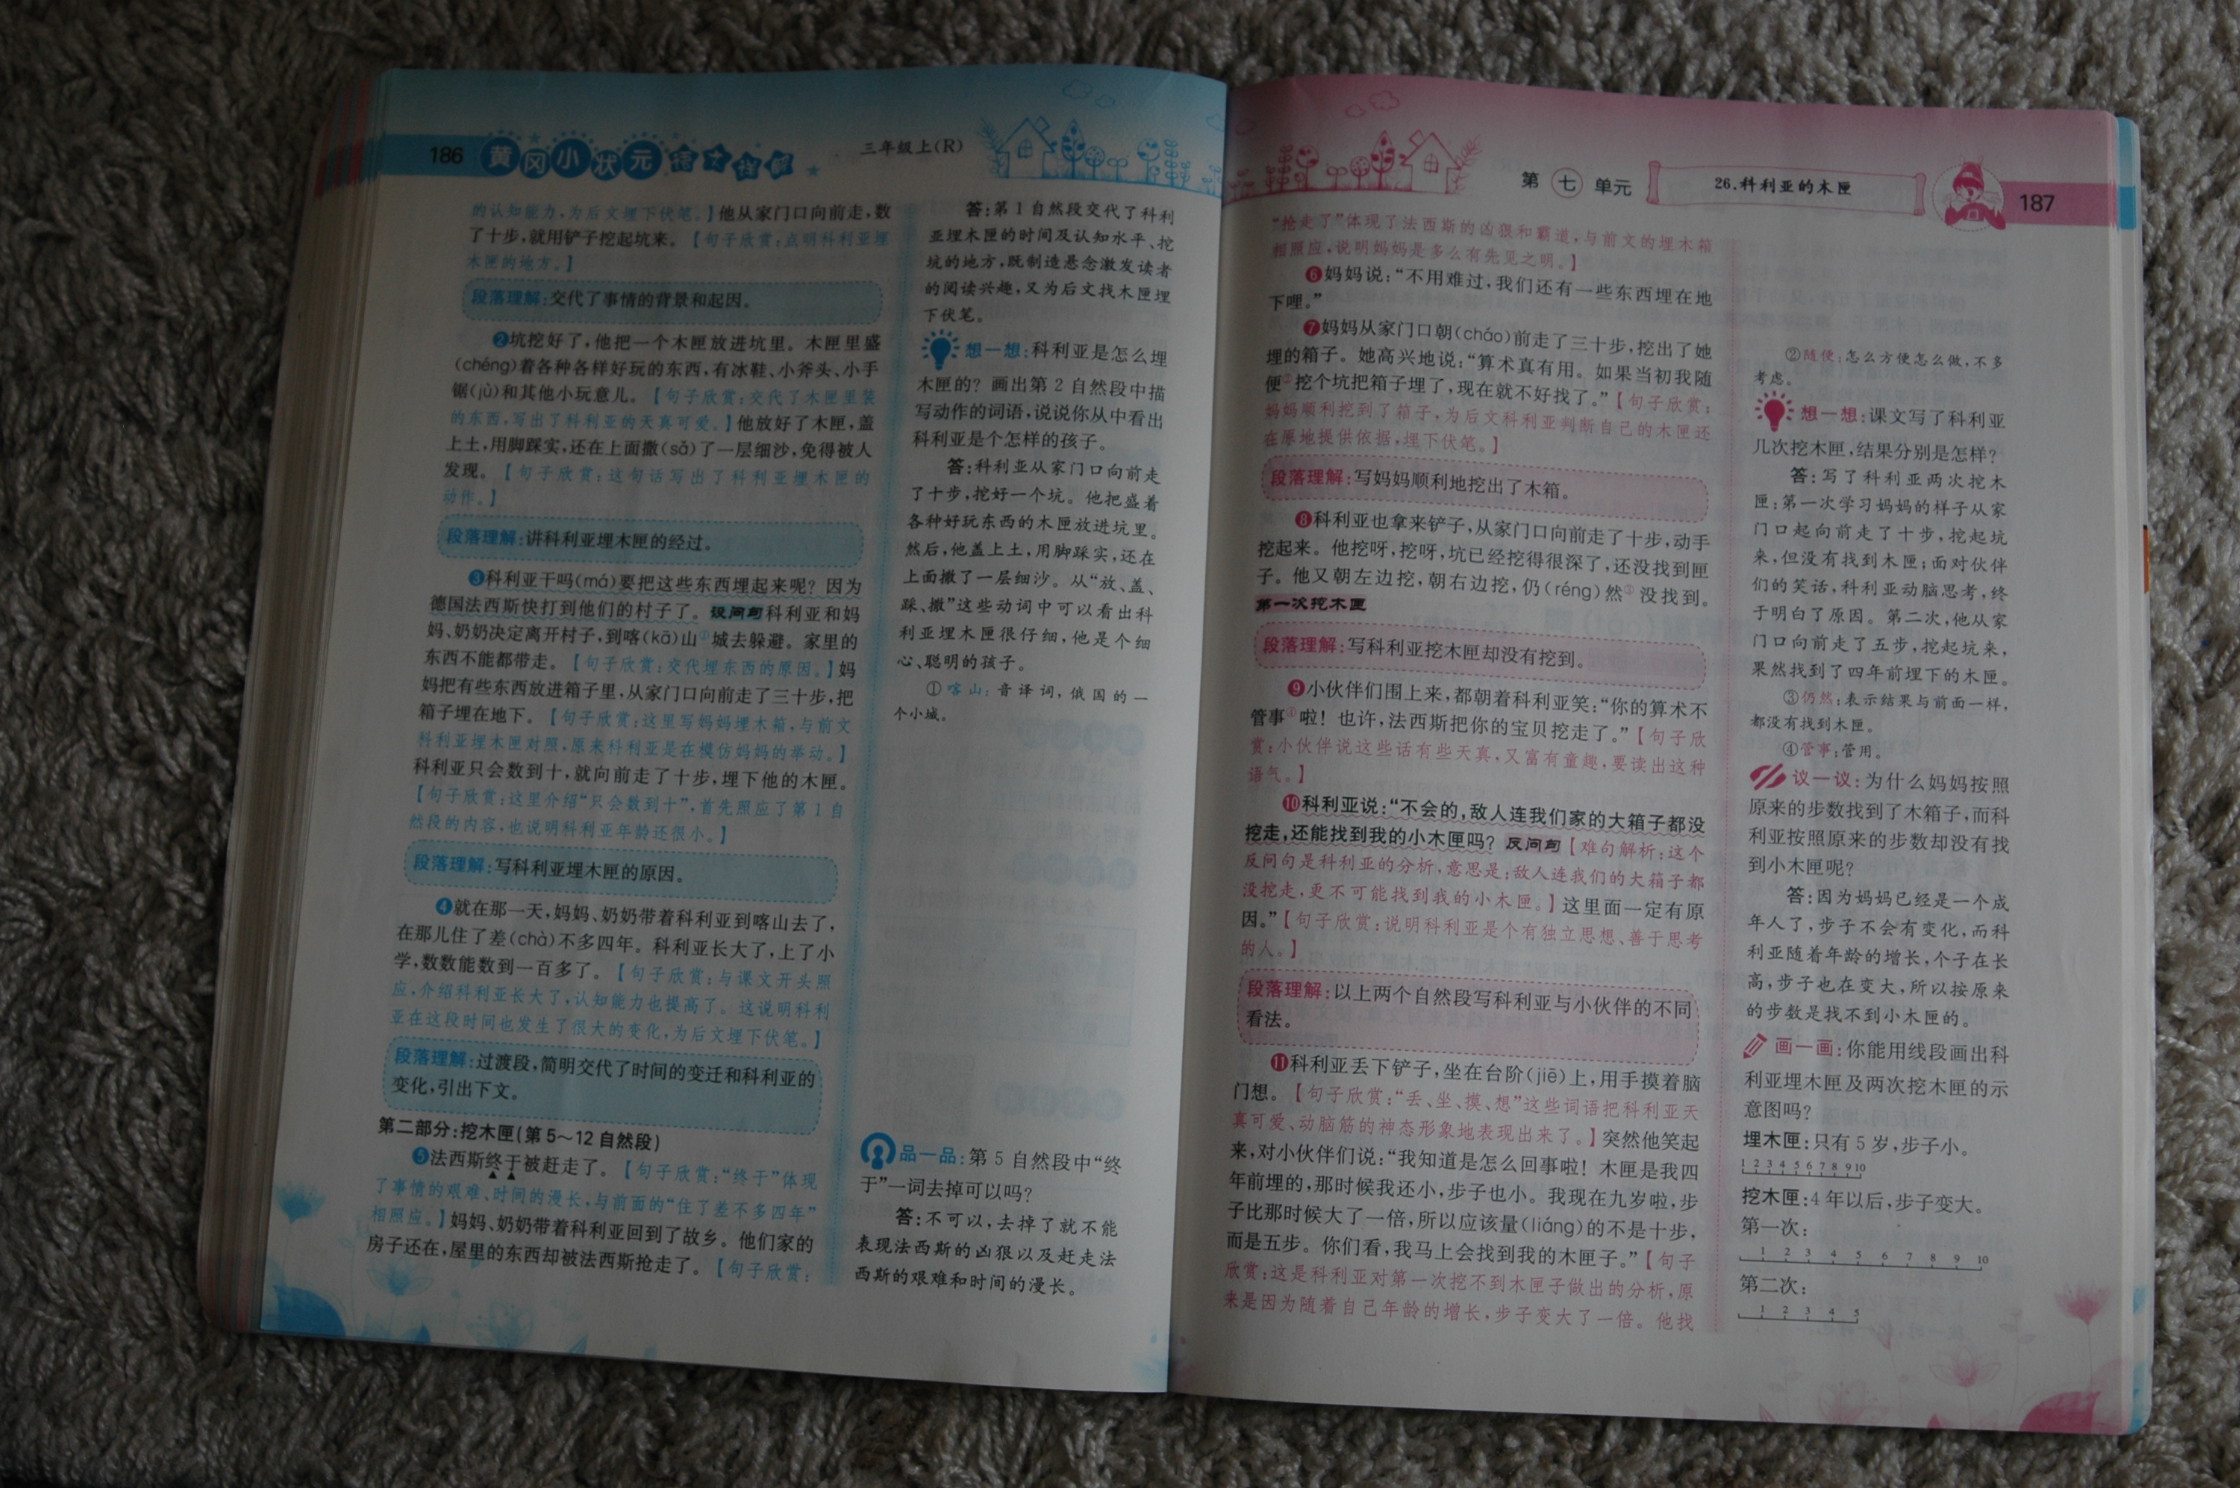 186 黄冈小状元 三年级上(R)
的认知能力,为后文埋下伏笔。】他从家门口向前走,数
了十步,就用铲子挖起坑来。【句子欣赏:点明科利亚埋
木匣的地方。】
段落理解:交代了事情的背景和起因。
❷坑挖好了,他把一个木匣放进坑里。木匣里盛
(chéng)着各种各样好玩的东西,有冰鞋、小斧头、小手
锯(jù)和其他小玩意儿。【句子欣赏:交代了木匣里装
的东西,写出了科利亚的天真可爱。】他放好了木匣,盖
上土,用脚踩实,还在上面撒(sǎ)了一层细沙,免得被人
发现。【句子欣赏:这句话写出了科利亚埋木匣的
动作。】
段落理解:讲科利亚埋木匣的经过。
❸科利亚干吗(má)要把这些东西埋起来呢?因为
德国法西斯快打到他们的村子了。设问句 科利亚和妈
妈、奶奶决定离开村子,到喀(kā)山①城去躲避。家里的
东西不能都带走。【句子欣赏:交代埋东西的原因。】妈
妈把有些东西放进箱子里,从家门口向前走了三十步,把
箱子埋在地下。【句子欣赏:这里写妈妈埋木箱,与前文
科利亚埋木匣对照,原来科利亚是在模仿妈妈的举动。】
科利亚只会数到十,就向前走了十步,埋下他的木匣。
【句子欣赏:这里介绍“只会数到十”,首先照应了第1自
然段的内容,也说明科利亚年龄还很小。】
段落理解:写科利亚埋木匣的原因。
❹就在那一天,妈妈、奶奶带着科利亚到喀山去了,
在那儿住了差(chà)不多四年。科利亚长大了,上了小
学,数数能数到一百多了。【句子欣赏:与课文开头照
应,介绍科利亚长大了,认知能力也提高了。这说明科利
亚在这段时间也发生了很大的变化,为后文埋下伏笔。】
段落理解:过渡段,简明交代了时间的变迁和科利亚的
变化,引出下文。
第二部分:挖木匣(第5~12自然段)
❺法西斯终于被赶走了。【句子欣赏:“终于”体现
了事情的艰难、时间的漫长,与前面的“住了差不多四年”
相照应。】妈妈、奶奶带着科利亚回到了故乡。他们家的
房子还在,屋里的东西却被法西斯抢走了。【句子欣赏:
答:第1自然段交代了科利
亚埋木匣的时间及认知水平、挖
坑的地方,既制造悬念激发读者
的阅读兴趣,又为后文找木匣埋
下伏笔。
想一想:科利亚是怎么埋
木匣的?画出第2自然段中描
写动作的词语,说说你从中看出
科利亚是个怎样的孩子。
答:科利亚从家门口向前走
了十步,挖好一个坑。他把盛着
各种好玩东西的木匣放进坑里。
然后,他盖上土,用脚踩实,还在
上面撒了一层细沙。从“放、盖、
踩、撒”这些动词中可以看出科
利亚埋木匣很仔细,他是个细
心、聪明的孩子。
①喀山:音译词,俄国的一
个小城。
品一品:第5自然段中“终
于”一词去掉可以吗?
答:不可以,去掉了就不能
表现法西斯的凶狠以及赶走法
西斯的艰难和时间的漫长。
第七单元 26.科利亚的木匣 187
“抢走了”体现了法西斯的凶狠和霸道,与前文的埋木箱
相照应,说明妈妈是多么有先见之明。】
❻妈妈说:“不用难过,我们还有一些东西埋在地
下哩。”
❼妈妈从家门口朝(cháo)前走了三十步,挖出了她
埋的箱子。她高兴地说:“算术真有用。如果当初我随
便②挖个坑把箱子埋了,现在就不好找了。”【句子欣赏:
妈妈顺利挖到了箱子,为后文科利亚判断自己的木匣还
在原地提供依据,埋下伏笔。】
段落理解:写妈妈顺利地挖出了木箱。
❽科利亚也拿来铲子,从家门口向前走了十步,动手
挖起来。他挖呀,挖呀,坑已经挖得很深了,还没找到匣
子。他又朝左边挖,朝右边挖,仍(réng)然③没找到。
第一次挖木匣
段落理解:写科利亚挖木匣却没有挖到。
❾小伙伴们围上来,都朝着科利亚笑:“你的算术不
管事④啦!也许,法西斯把你的宝贝挖走了。”【句子欣
赏:小伙伴说这些话有些天真,又富有童趣,要读出这种
语气。】
❿科利亚说:“不会的,敌人连我们家的大箱子都没
挖走,还能找到我的小木匣吗?反问句【难句解析:这个
反问句是科利亚的分析,意思是:敌人连我们的大箱子都
没挖走,更不可能找到我的小木匣。】这里面一定有原
因。”【句子欣赏:说明科利亚是个有独立思想、善于思考
的人。】
段落理解:以上两个自然段写科利亚与小伙伴的不同
看法。
⓫科利亚丢下铲子,坐在台阶(jiē)上,用手摸着脑
门想。【句子欣赏:“丢、坐、摸、想”这些词语把科利亚天
真可爱、动脑筋的神态形象地表现出来了。】突然他笑起
来,对小伙伴们说:“我知道是怎么回事啦!木匣是我四
年前埋的,那时候我还小,步子也小。我现在九岁啦,步
子比那时候大了一倍,所以应该量(liáng)的不是十步,
而是五步。你们看,我马上会找到我的木匣子。”【句子
欣赏:这是科利亚对第一次挖不到木匣子做出的分析,原
来是因为随着自己年龄的增长,步子变大了一倍。他找
②随便:怎么方便怎么做,不多
考虑。
想一想:课文写了科利亚
几次挖木匣,结果分别是怎样?
答:写了科利亚两次挖木
匣:第一次学习妈妈的样子从家
门口起向前走了十步,挖起坑
来,但没有找到木匣;面对伙伴
们的笑话,科利亚动脑思考,终
于明白了原因。第二次,他从家
门口向前走了五步,挖起坑来,
果然找到了四年前埋下的木匣。
③仍然:表示结果与前面一样,
都没有找到木匣。
④管事:管用。
议一议:为什么妈妈按照
原来的步数找到了木箱子,而科
利亚按照原来的步数却没有找
到小木匣呢?
答:因为妈妈已经是一个成
年人了,步子不会有变化,而科
利亚随着年龄的增长,个子在长
高,步子也在变大,所以按原来
的步数是找不到小木匣的。
画一画:你能用线段画出科
利亚埋木匣及两次挖木匣的示
意图吗?
埋木匣:只有5岁,步子小。
1 2 3 4 5 6 7 8 9 10
挖木匣:4年以后,步子变大。
第一次:
1 2 3 4 5 6 7 8 9 10
第二次:
1 2 3 4 5